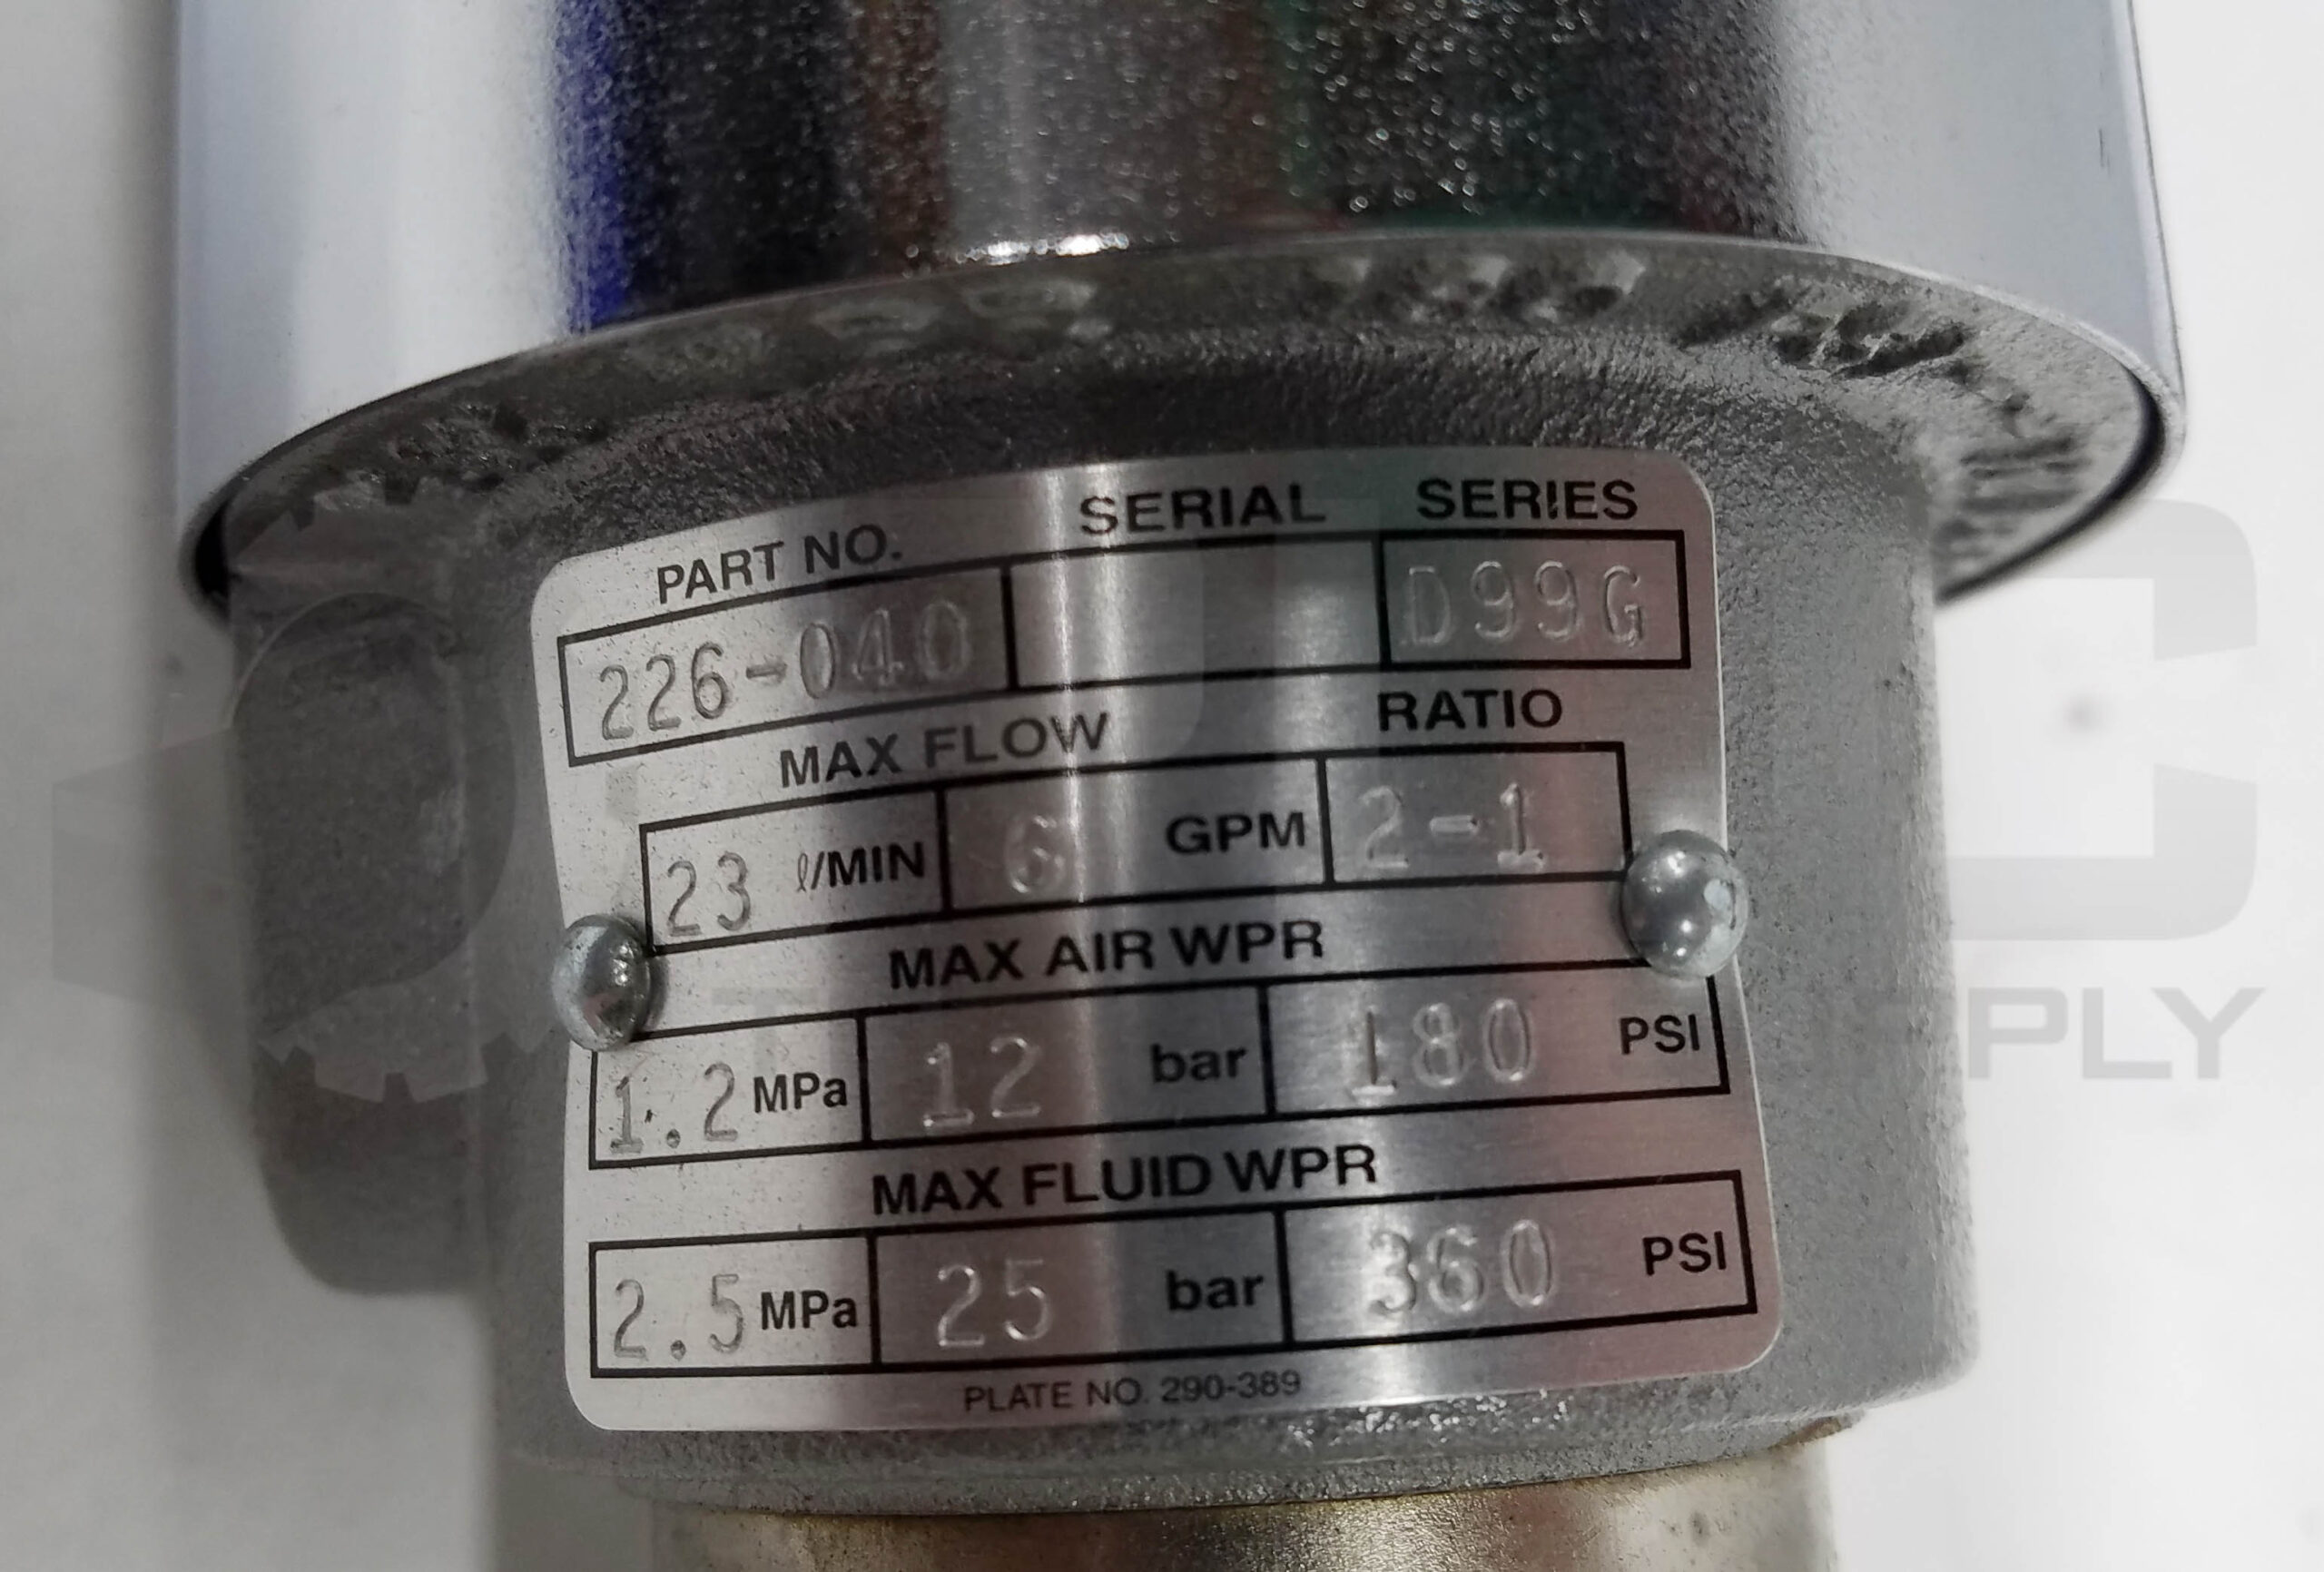 PART NO. SERIAL SERIES
226-040 D99G
MAX FLOW RATIO
23 l/MIN 6 GPM 2-1
MAX AIR WPR
1.2 MPa 12 bar 180 PSI
MAX FLUID WPR
2.5 MPa 25 bar 360 PSI
PLATE NO. 290-389